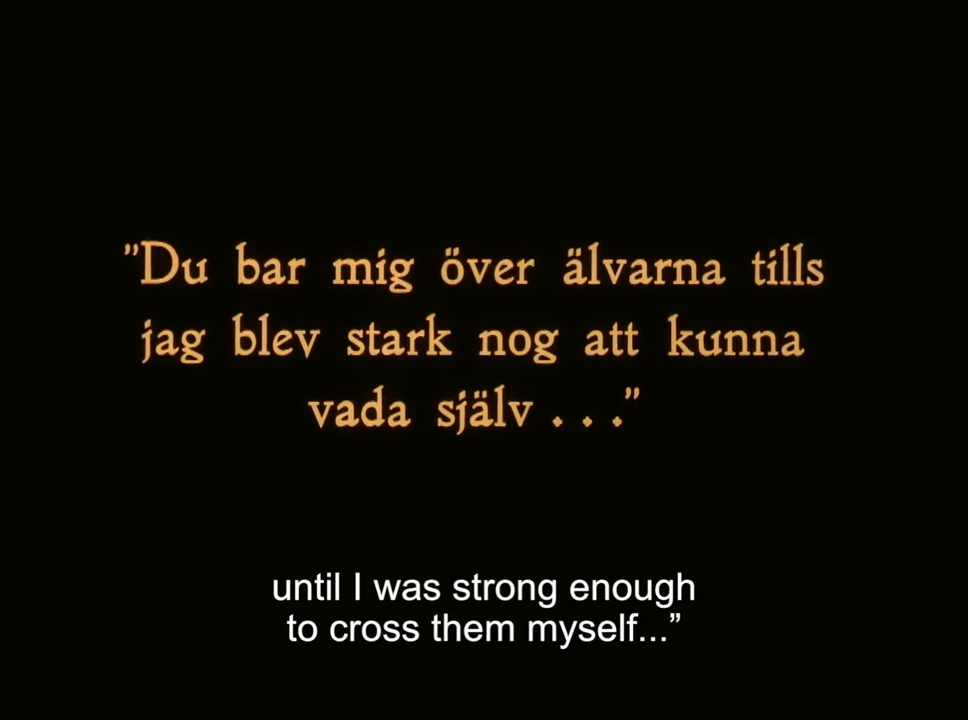 "Du bar mig över älvarna tills
jag blev stark nog att kunna
vada själv . . ."
until I was strong enough
to cross them myself...”